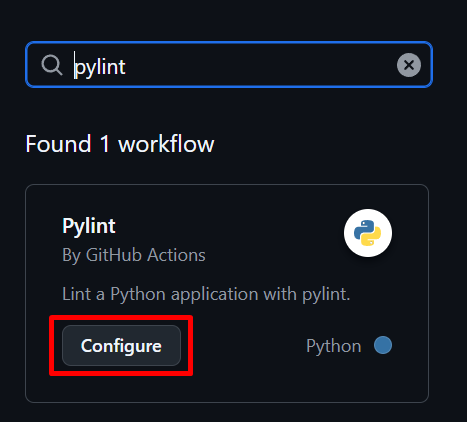 pylint
Found 1 workflow
Pylint
By GitHub Actions
Lint a Python application with pylint.
Configure
Python